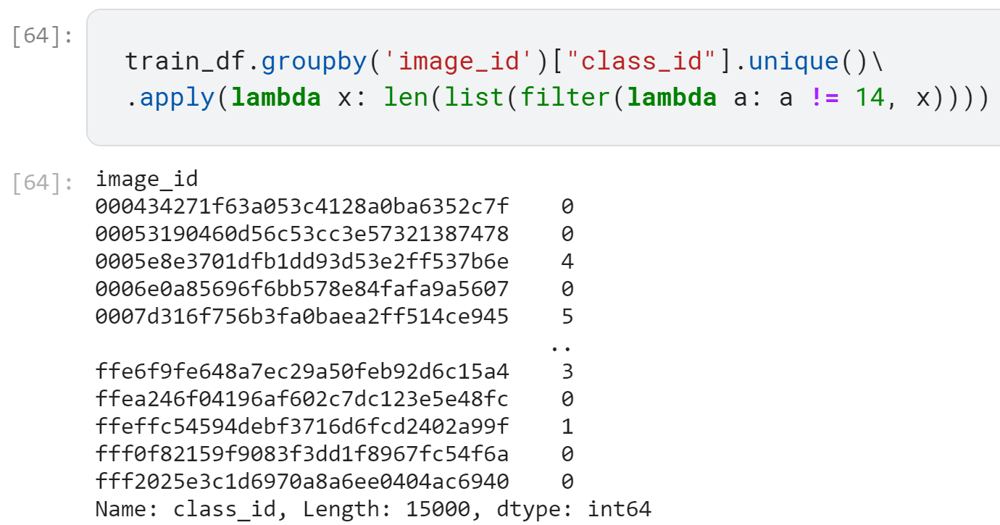 [64]:
train_df.groupby('image_id')["class_id"].unique()\
.apply(lambda x: len(list(filter(lambda a: a != 14, x))))
[64]:
image_id
000434271f63a053c4128a0ba6352c7f    0
00053190460d56c53cc3e57321387478    0
0005e8e3701dfb1dd93d53e2ff537b6e    4
0006e0a85696f6bb578e84fafa9a5607    0
0007d316f756b3fa0baea2ff514ce945    5
..
ffe6f9fe648a7ec29a50feb92d6c15a4    3
ffea246f04196af602c7dc123e5e48fc    0
ffeffc54594debf3716d6fcd2402a99f    1
fff0f82159f9083f3dd1f8967fc54f6a    0
fff2025e3c1d6970a8a6ee0404ac6940    0
Name: class_id, Length: 15000, dtype: int64